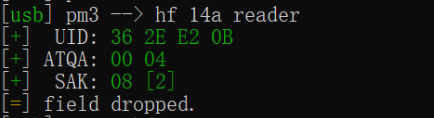 [usb] pm3 --> hf 14a reader
[+]  UID: 36 2E E2 0B
[+] ATQA: 00 04
[+]  SAK: 08 [2]
[=] field dropped.